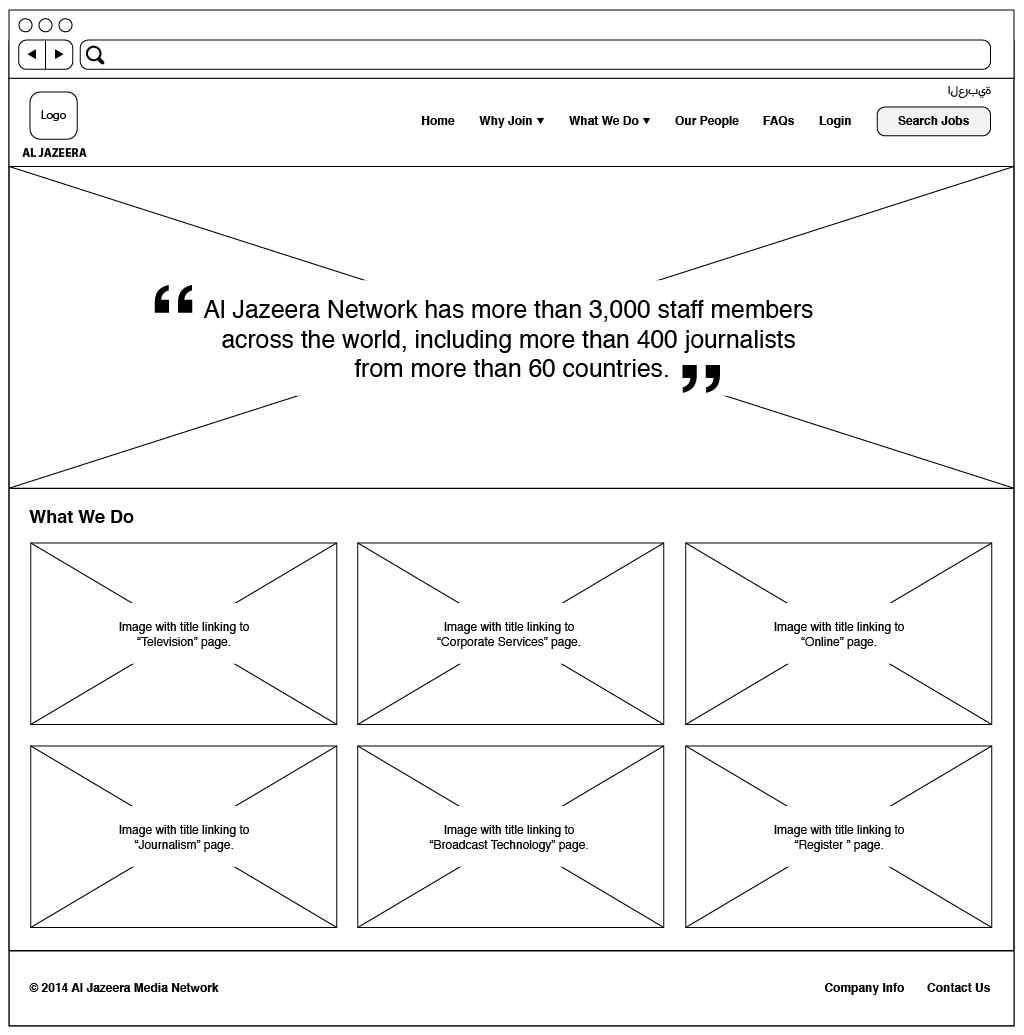 ةيبرعلا
Logo
AL JAZEERA
Home Why Join ▼ What We Do ▼ Our People FAQs Login Search Jobs
“ Al Jazeera Network has more than 3,000 staff members
across the world, including more than 400 journalists
from more than 60 countries. ”
What We Do
Image with title linking to
“Television” page.
Image with title linking to
“Corporate Services” page.
Image with title linking to
“Online” page.
Image with title linking to
“Journalism” page.
Image with title linking to
“Broadcast Technology” page.
Image with title linking to
“Register ” page.
© 2014 Al Jazeera Media Network
Company Info Contact Us